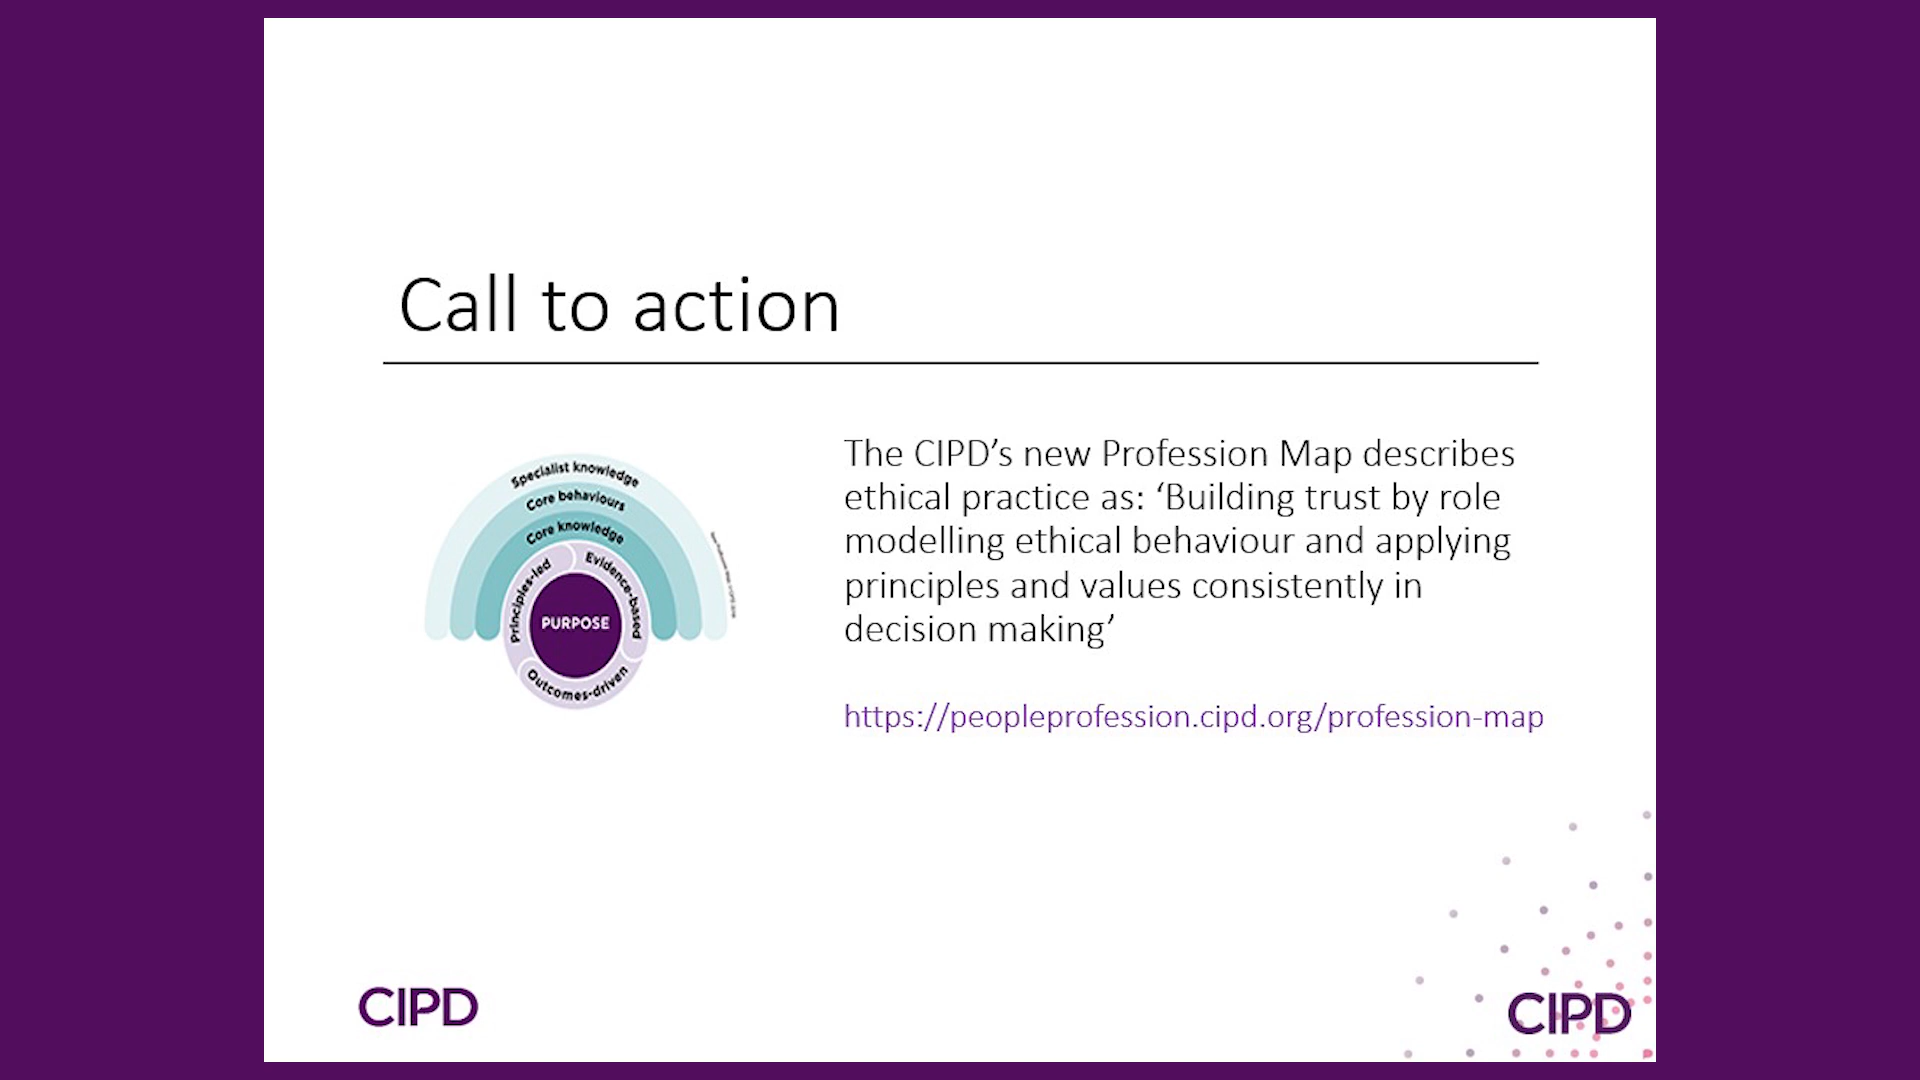 Call to action
Specialist knowledge
Core behaviours
Core knowledge
Principles-led
Evidence-based
PURPOSE
Outcomes-driven
The CIPD’s new Profession Map describes
ethical practice as: ‘Building trust by role
modelling ethical behaviour and applying
principles and values consistently in
decision making’
https://peopleprofession.cipd.org/profession-map
CIPD
CIPD